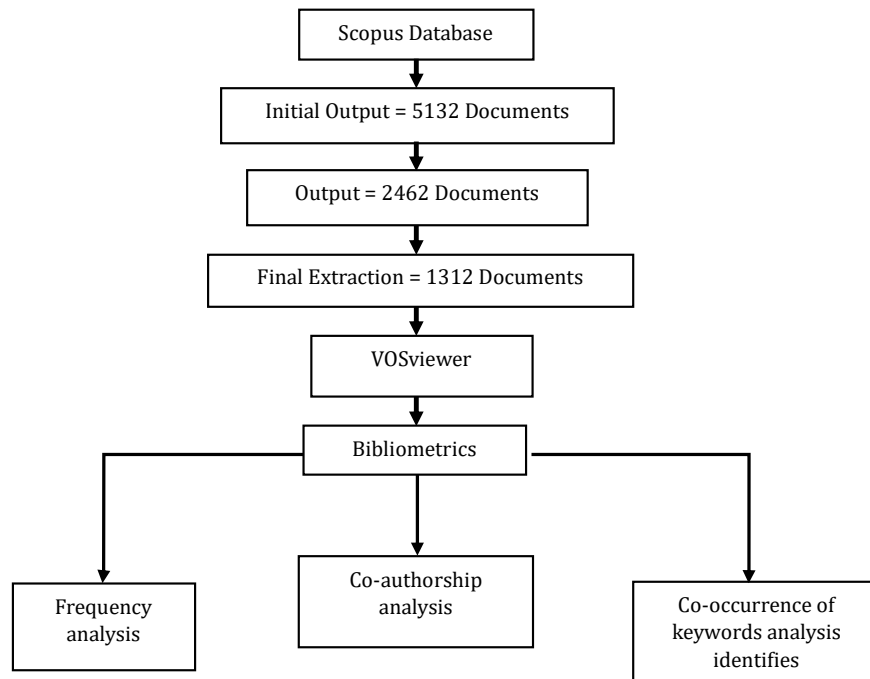 Scopus Database
Initial Output = 5132 Documents
Output = 2462 Documents
Final Extraction = 1312 Documents
VOSviewer
Bibliometrics
Frequency
analysis
Co-authorship
analysis
Co-occurrence of
keywords analysis
identifies